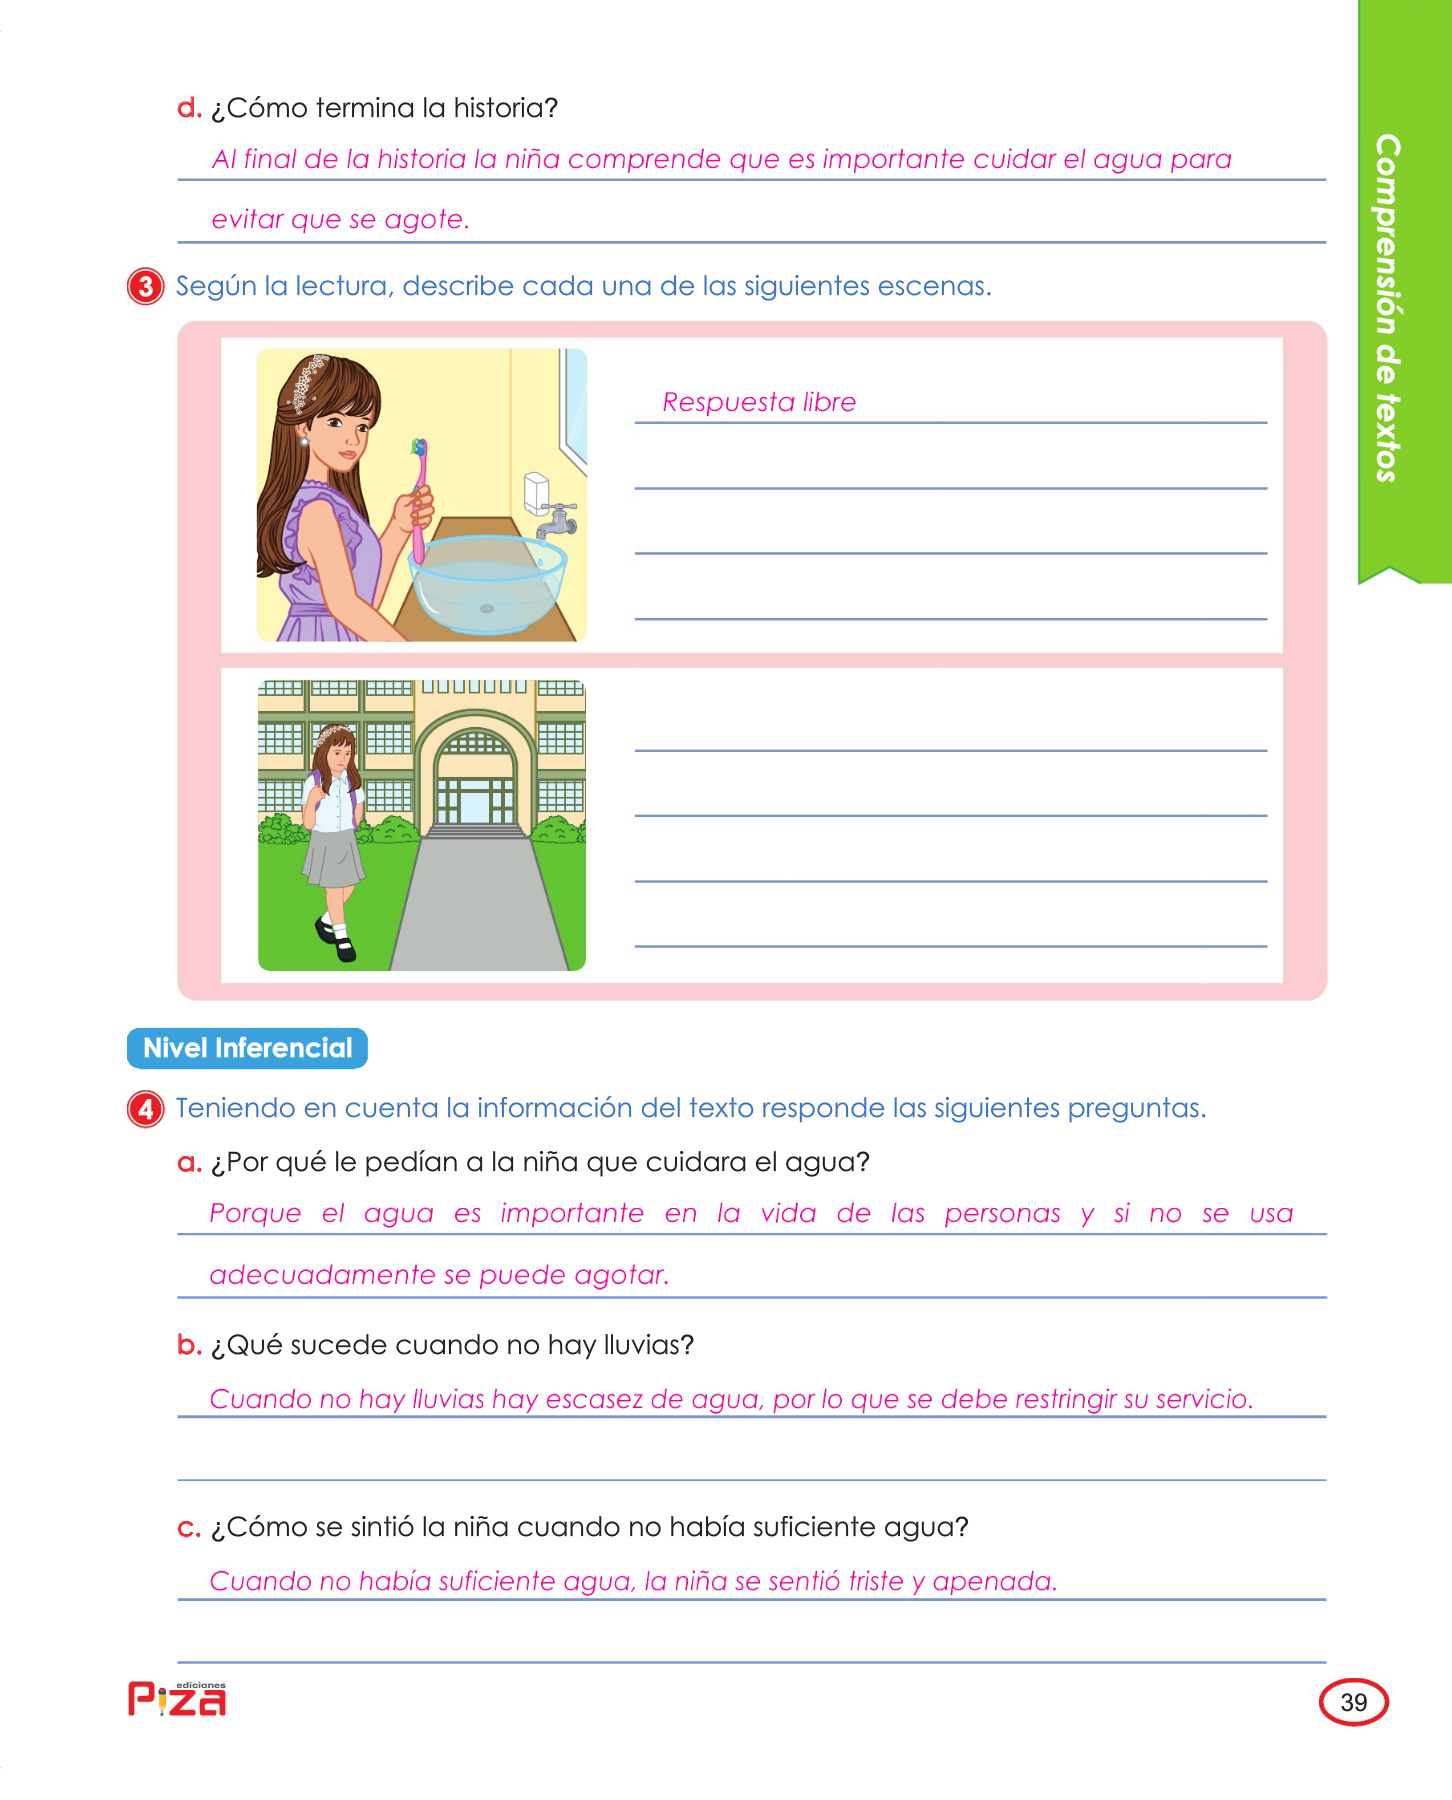 d. ¿Cómo termina la historia?
Al final de la historia la niña comprende que es importante cuidar el agua para
evitar que se agote.
Comprensión de textos
3 Según la lectura, describe cada una de las siguientes escenas.
Respuesta libre
Nivel Inferencial
4 Teniendo en cuenta la información del texto responde las siguientes preguntas.
a. ¿Por qué le pedían a la niña que cuidara el agua?
Porque el agua es importante en la vida de las personas y si no se usa
adecuadamente se puede agotar.
b. ¿Qué sucede cuando no hay lluvias?
Cuando no hay lluvias hay escasez de agua, por lo que se debe restringir su servicio.
c. ¿Cómo se sintió la niña cuando no había suficiente agua?
Cuando no había suficiente agua, la niña se sentió triste y apenada.
ediciones
Piza
39